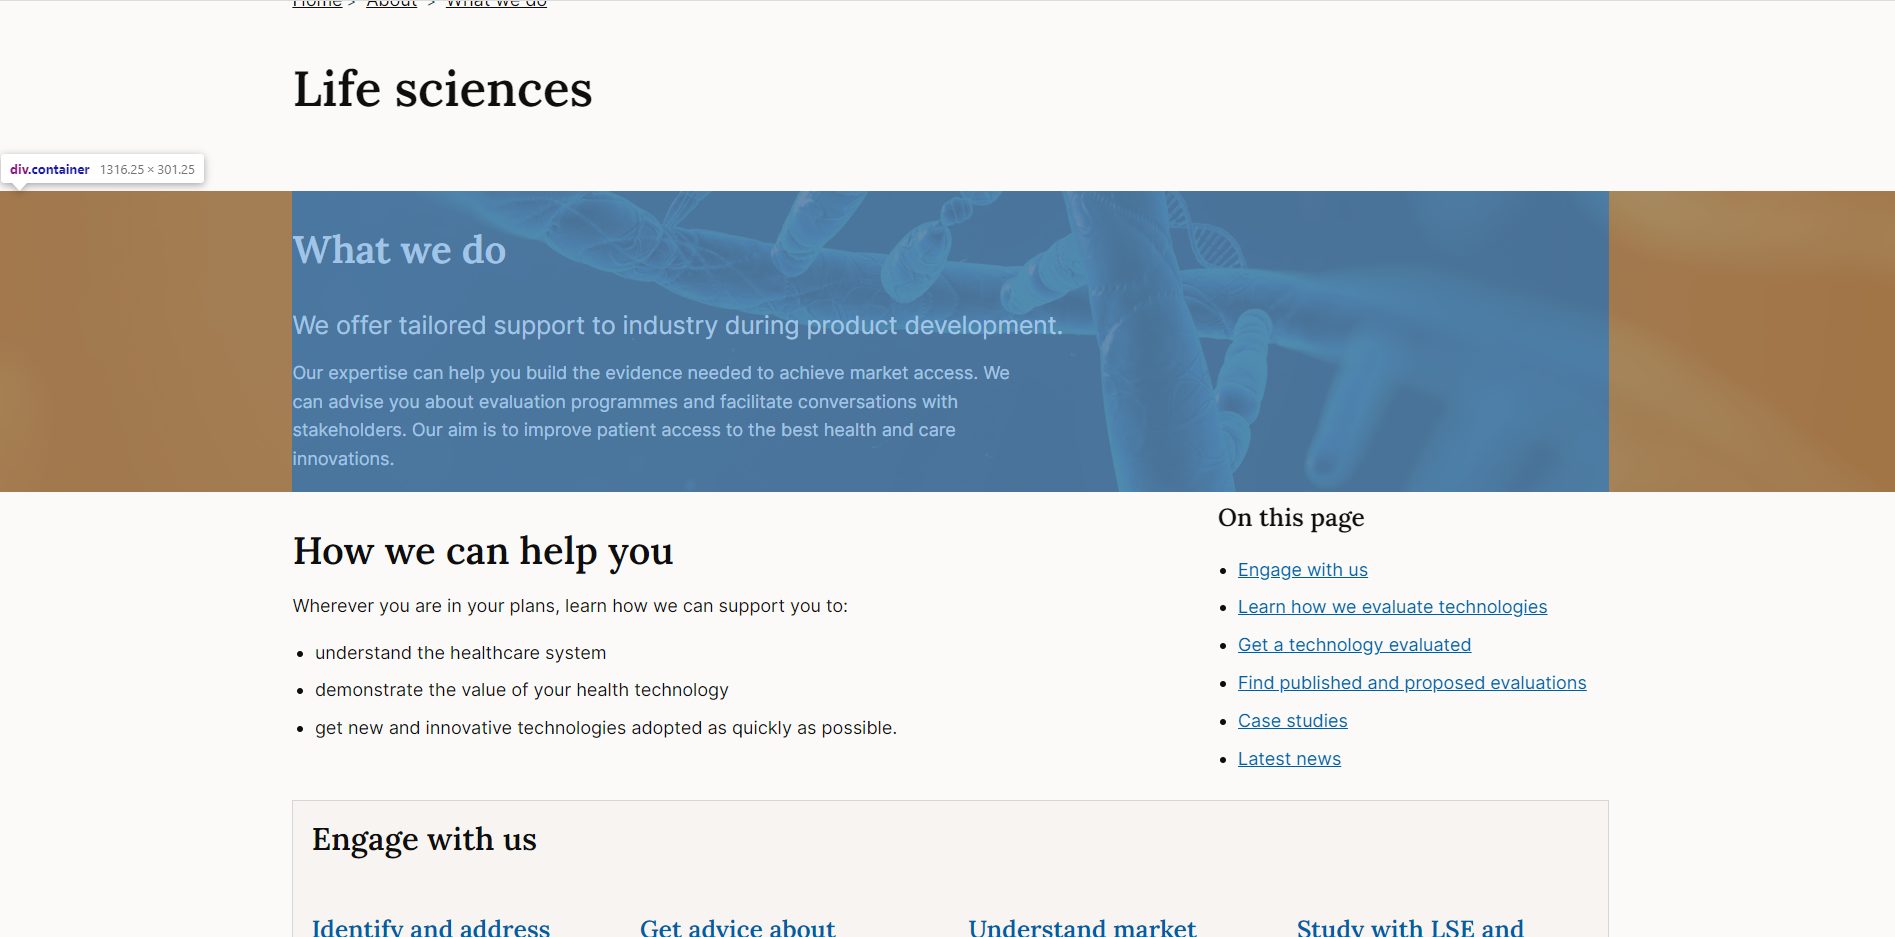 Home > About > What we do
Life sciences
div.container 1316.25 × 301.25
What we do
We offer tailored support to industry during product development.
Our expertise can help you build the evidence needed to achieve market access. We
can advise you about evaluation programmes and facilitate conversations with
stakeholders. Our aim is to improve patient access to the best health and care
innovations.
How we can help you
Wherever you are in your plans, learn how we can support you to:
• understand the healthcare system
• demonstrate the value of your health technology
• get new and innovative technologies adopted as quickly as possible.
On this page
• Engage with us
• Learn how we evaluate technologies
• Get a technology evaluated
• Find published and proposed evaluations
• Case studies
• Latest news
Engage with us
Identify and address
Get advice about
Understand market
Study with LSE and